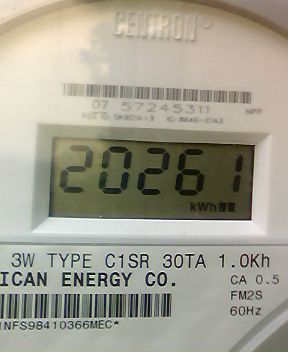 CENTRON
07 57245311 HPP
20261
kWh
3W TYPE C1SR 30TA 1.0Kh
ICAN ENERGY CO. CA 0.5
FM2S
60Hz
NFS98410366MEC*